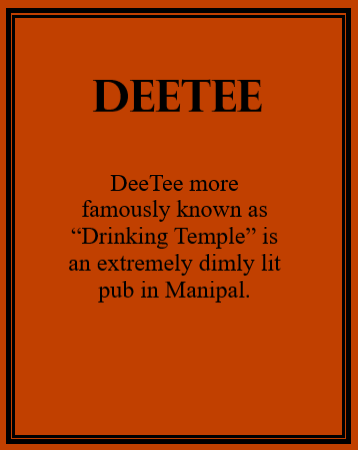 DEETEE
DeeTee more
famously known as
“Drinking Temple” is
an extremely dimly lit
pub in Manipal.